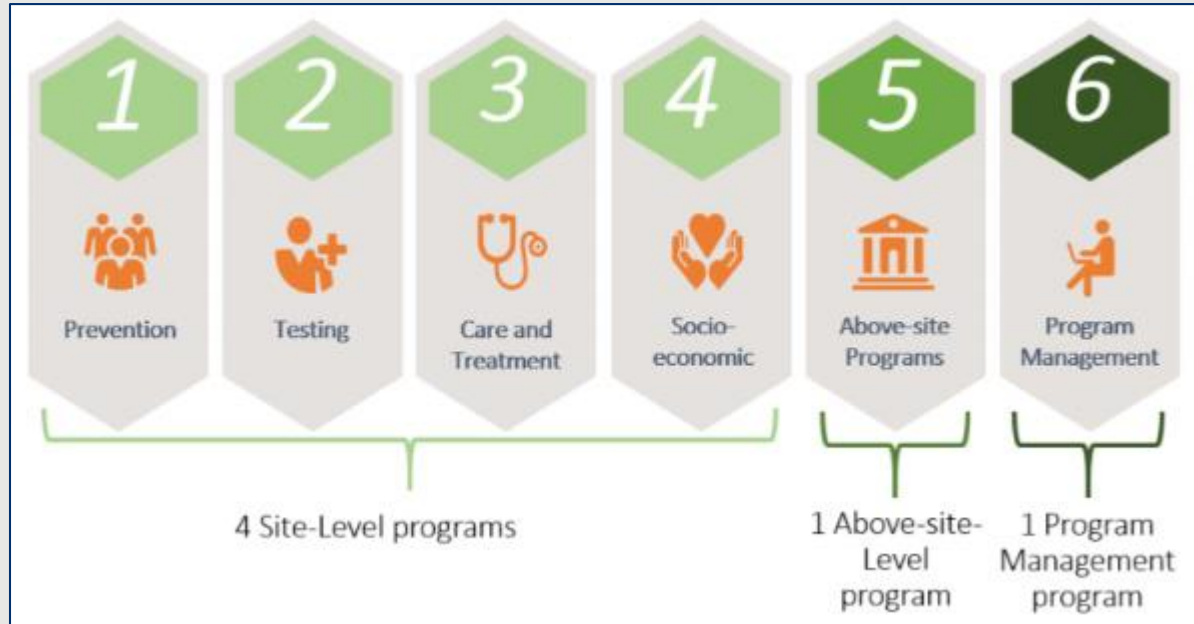 1
2
3
4
5
6
Prevention
Testing
Care and
Treatment
Socio-
economic
Above-site
Programs
Program
Management
4 Site-Level programs
1 Above-site-
Level
program
1 Program
Management
program